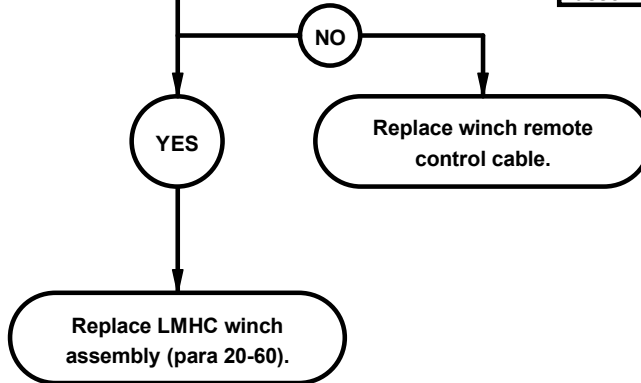 NO
YES
Replace winch remote
control cable.
Replace LMHC winch
assembly (para 20-60).